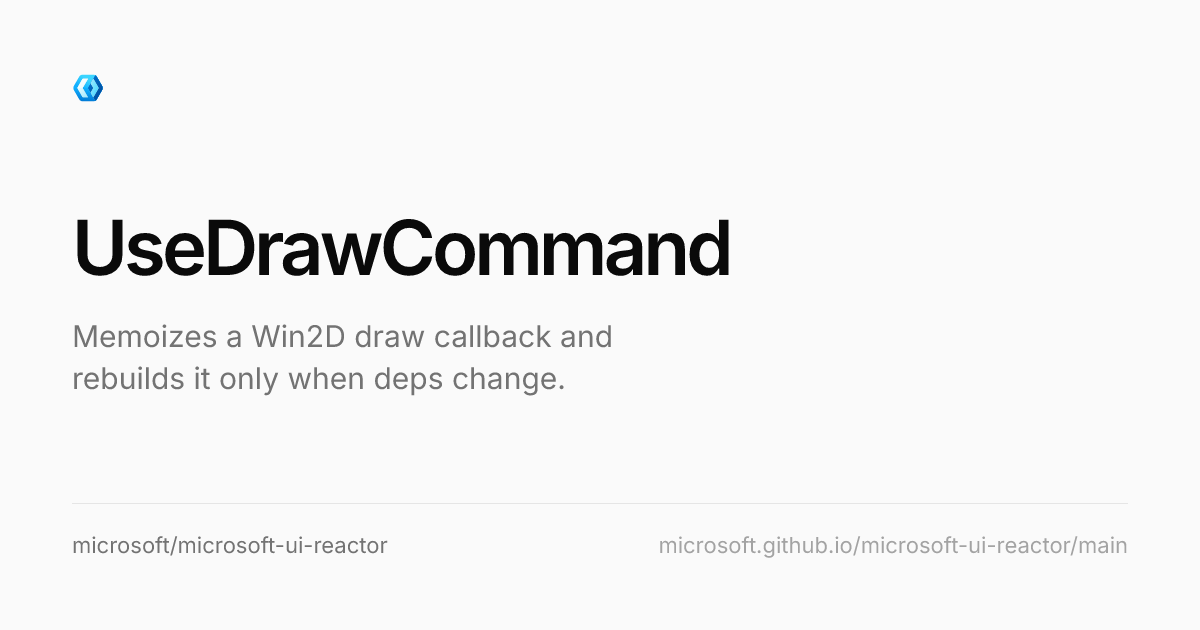 UseDrawCommand
Memoizes a Win2D draw callback and
rebuilds it only when deps change.
microsoft/microsoft-ui-reactor
microsoft.github.io/microsoft-ui-reactor/main